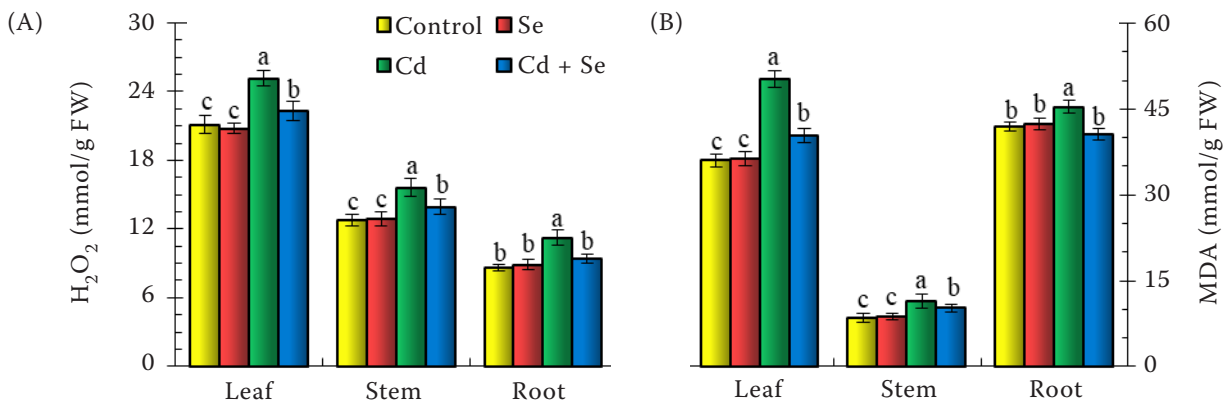 (A)
H₂O₂ (mmol/g FW)
30
24
18
12
6
0
Control
Se
Cd
Cd + Se
c c a b
c c a b
b b a b
Leaf Stem Root
(B)
MDA (mmol/g FW)
60
45
30
15
0
c c a b
c c a b
b b a b
Leaf Stem Root